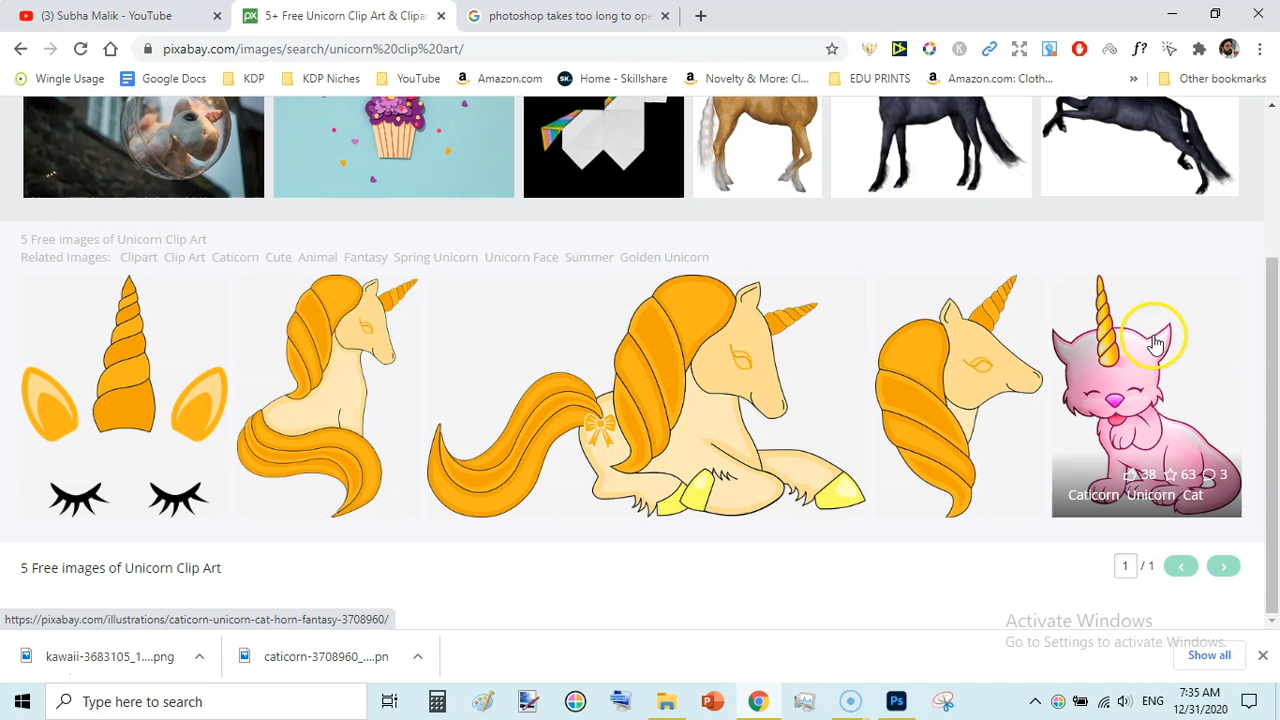 (3) Subha Malik - YouTube
5+ Free Unicorn Clip Art & Clipar
photoshop takes too long to ope
pixabay.com/images/search/unicorn%20clip%20art/
Wingle Usage
Google Docs
KDP
KDP Niches
YouTube
Amazon.com
Home - Skillshare
Novelty & More: Cl...
EDU PRINTS
Amazon.com: Cloth...
»
Other bookmarks
5 Free images of Unicorn Clip Art
Related Images: Clipart Clip Art Caticorn Cute Animal Fantasy Spring Unicorn Unicorn Face Summer Golden Unicorn
38 63 3
Caticorn Unicorn Cat
5 Free images of Unicorn Clip Art
1 / 1
https://pixabay.com/illustrations/caticorn-unicorn-cat-horn-fantasy-3708960/
Activate Windows
Go to Settings to activate Windows.
kawaii-3683105_1....png
caticorn-3708960_....pn
Show all
Type here to search
ENG
7:35 AM
12/31/2020